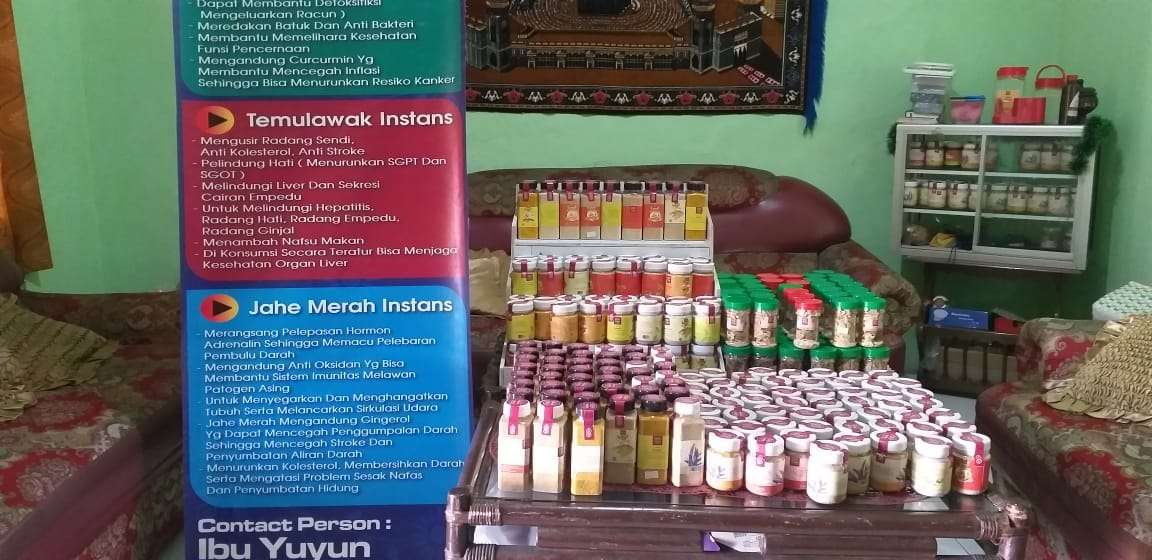 - Dapat Membantu Detoksifiksi
Mengeluarkan Racun )
- Meredakan Batuk Dan Anti Bakteri
- Membantu Memelihara Kesehatan
Funsi Pencernaan
- Mengandung Curcurmin Yg
Membantu Mencegah Inflasi
Sehingga Bisa Menurunkan Resiko Kanker
Temulawak Instans
- Mengusir Radang Sendi,
Anti Kolesterol, Anti Stroke
- Pelindung Hati ( Menurunkan SGPT Dan
SGOT )
- Melindungi Liver Dan Sekresi
Cairan Empedu
- Untuk Melindungi Hepatitis,
Radang Hati, Radang Empedu,
Radang Ginjal
- Menambah Nafsu Makan
- Di Konsumsi Secara Teratur Bisa Menjaga
Kesehatan Organ Liver
Jahe Merah Instans
- Merangsang Pelepasan Hormon
Adrenalin Sehingga Memacu Pelebaran
Pembulu Darah
- Mengandung Anti Oksidan Yg Bisa
Membantu Sistem Imunitas Melawan
Patogen Asing
- Untuk Menyegarkan Dan Menghangatkan
Tubuh Serta Melancarkan Sirkulasi Udara
- Jahe Merah Mengandung Gingerol
Yg Dapat Mencegah Penggumpalan Darah
Sehingga Mencegah Stroke Dan
Penyumbatan Aliran Darah
- Menurunkan Kolesterol, Membersihkan Darah
Serta Mengatasi Problem Sesak Nafas
Dan Penyumbatan Hidung
Contact Person :
Ibu Yuyun